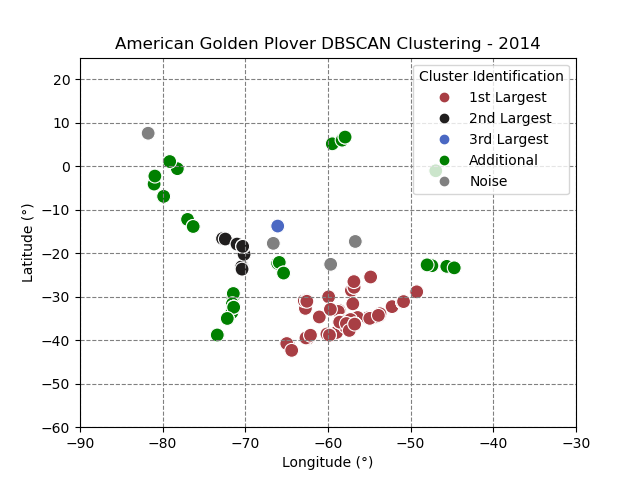 American Golden Plover DBSCAN Clustering - 2014
Cluster Identification
1st Largest
2nd Largest
3rd Largest
Additional
Noise
Latitude (°)
20
10
0
−10
−20
−30
−40
−50
−60
−90
−80
−70
−60
−50
−40
−30
Longitude (°)